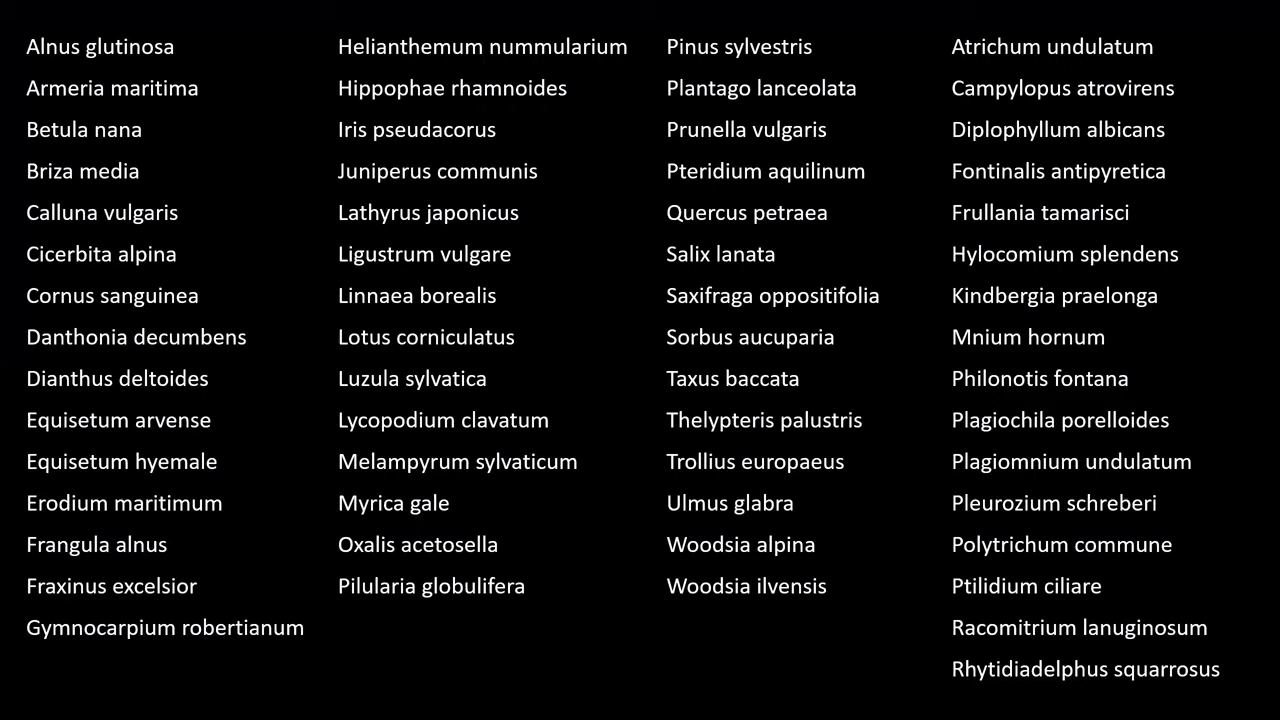 Alnus glutinosa
Armeria maritima
Betula nana
Briza media
Calluna vulgaris
Cicerbita alpina
Cornus sanguinea
Danthonia decumbens
Dianthus deltoides
Equisetum arvense
Equisetum hyemale
Erodium maritimum
Frangula alnus
Fraxinus excelsior
Gymnocarpium robertianum
Helianthemum nummularium
Hippophae rhamnoides
Iris pseudacorus
Juniperus communis
Lathyrus japonicus
Ligustrum vulgare
Linnaea borealis
Lotus corniculatus
Luzula sylvatica
Lycopodium clavatum
Melampyrum sylvaticum
Myrica gale
Oxalis acetosella
Pilularia globulifera
Pinus sylvestris
Plantago lanceolata
Prunella vulgaris
Pteridium aquilinum
Quercus petraea
Salix lanata
Saxifraga oppositifolia
Sorbus aucuparia
Taxus baccata
Thelypteris palustris
Trollius europaeus
Ulmus glabra
Woodsia alpina
Woodsia ilvensis
Atrichum undulatum
Campylopus atrovirens
Diplophyllum albicans
Fontinalis antipyretica
Frullania tamarisci
Hylocomium splendens
Kindbergia praelonga
Mnium hornum
Philonotis fontana
Plagiochila porelloides
Plagiomnium undulatum
Pleurozium schreberi
Polytrichum commune
Ptilidium ciliare
Racomitrium lanuginosum
Rhytidiadelphus squarrosus